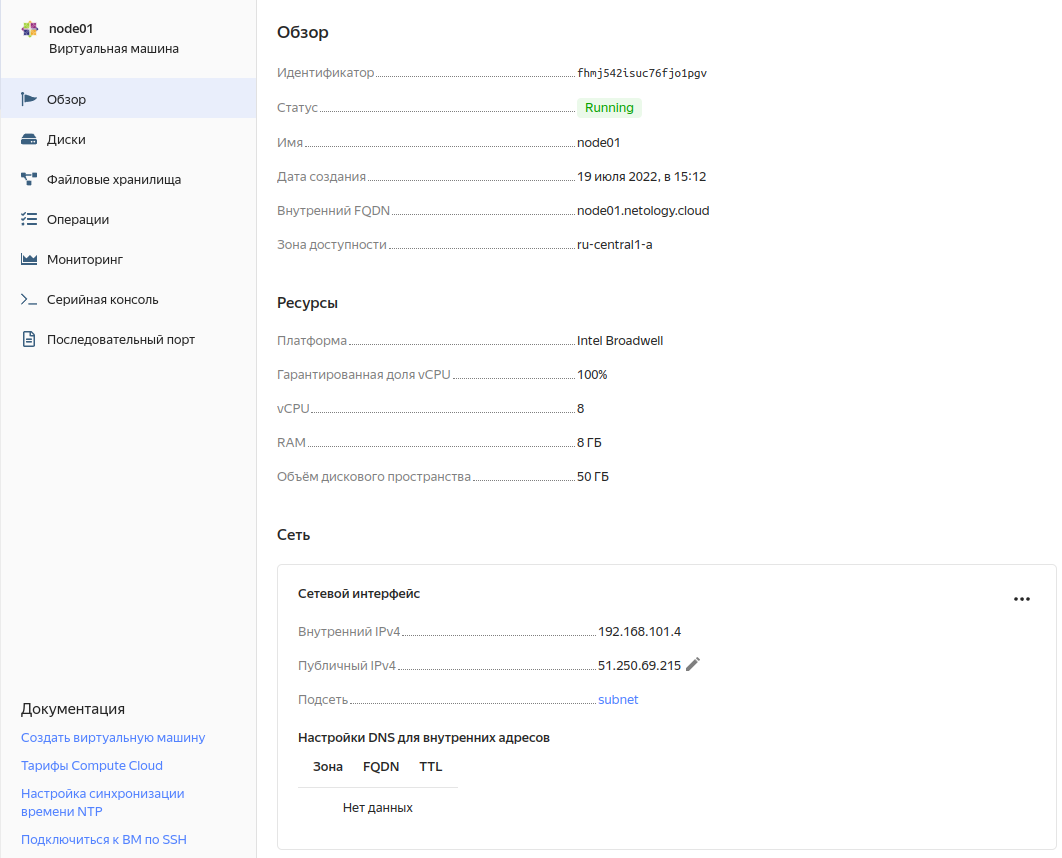 node01
Виртуальная машина
Обзор
Диски
Файловые хранилища
Операции
Мониторинг
Серийная консоль
Последовательный порт
Документация
Создать виртуальную машину
Тарифы Compute Cloud
Настройка синхронизации
времени NTP
Подключиться к ВМ по SSH
Обзор
Идентификатор fhmj542isuc76fjo1pgv
Статус Running
Имя node01
Дата создания 19 июля 2022, в 15:12
Внутренний FQDN node01.netology.cloud
Зона доступности ru-central1-a
Ресурсы
Платформа Intel Broadwell
Гарантированная доля vCPU 100%
vCPU 8
RAM 8 ГБ
Объём дискового пространства 50 ГБ
Сеть
Сетевой интерфейс
Внутренний IPv4 192.168.101.4
Публичный IPv4 51.250.69.215
Подсеть subnet
Настройки DNS для внутренних адресов
Зона FQDN TTL
Нет данных